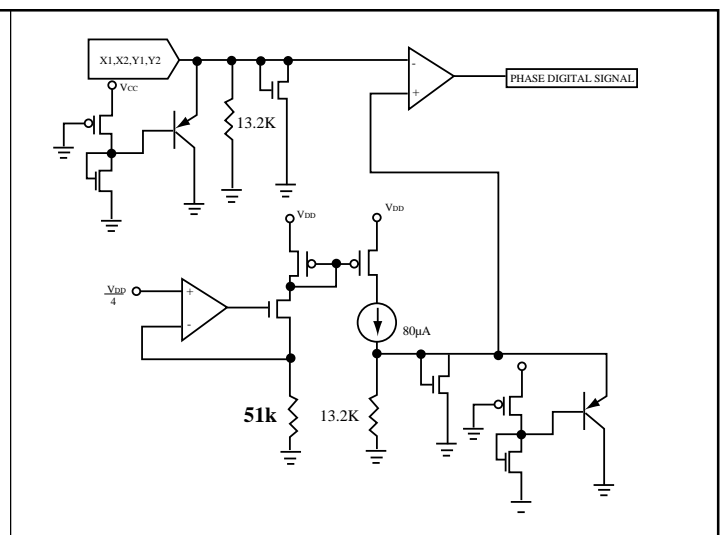 X1,X2,Y1,Y2
VCC
-
+
PHASE DIGITAL SIGNAL
13.2K
VDD
VDD
VDD
4
+
-
80µA
51k
13.2K